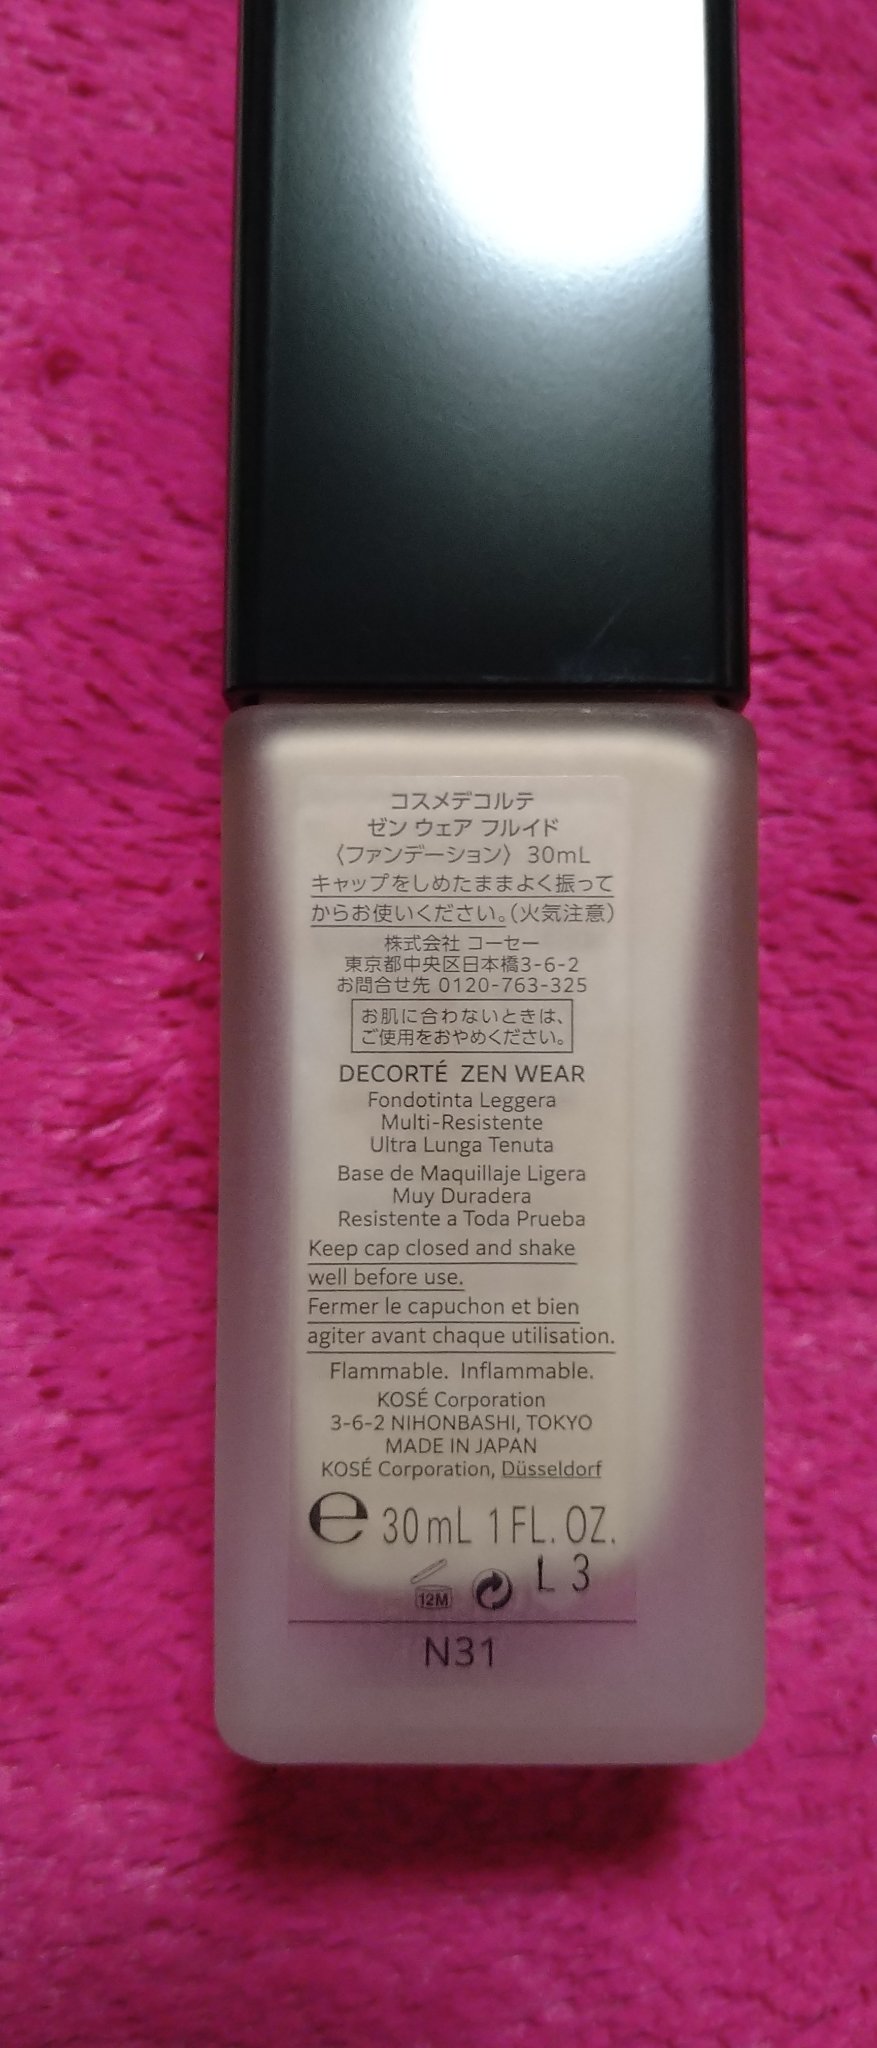 コスメデコルテ
ゼン ウェア フルイド
〈ファンデーション〉 30mL
キャップをしめたままよく振って
からお使いください。(火気注意)
株式会社 コーセー
東京都中央区日本橋3-6-2
お問合せ先 0120-763-325
お肌に合わないときは、
ご使用をおやめください。
DECORTÉ ZEN WEAR
Fondotinta Leggera
Multi-Resistente
Ultra Lunga Tenuta
Base de Maquillaje Ligera
Muy Duradera
Resistente a Toda Prueba
Keep cap closed and shake
well before use.
Fermer le capuchon et bien
agiter avant chaque utilisation.
Flammable. Inflammable.
KOSÉ Corporation
3-6-2 NIHONBASHI, TOKYO
MADE IN JAPAN
KOSÉ Corporation, Düsseldorf
℮ 30mL 1 FL. OZ.
12M L 3
N31